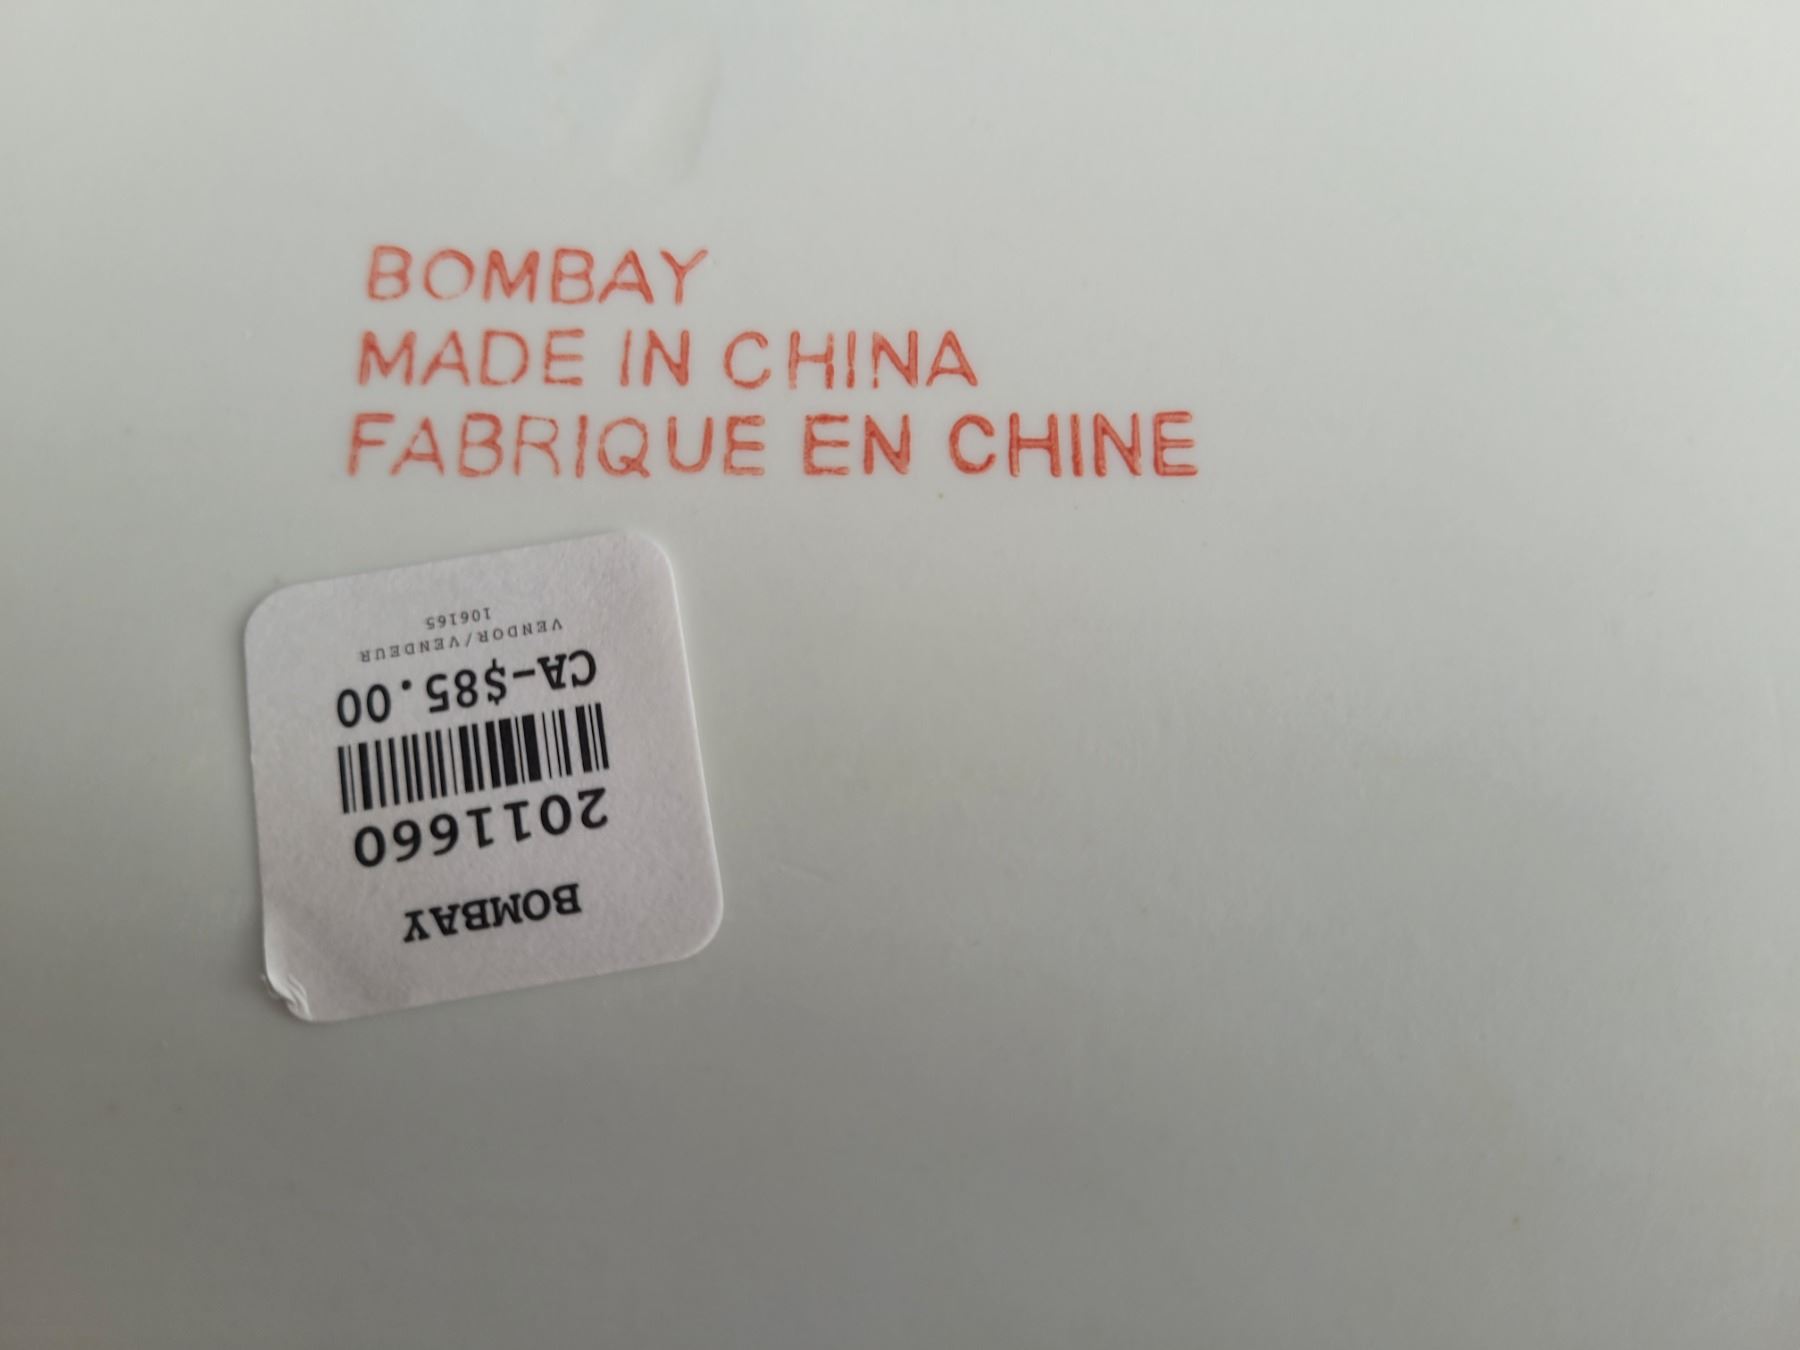 BOMBAY
MADE IN CHINA
FABRIQUE EN CHINE
BOMBAY
2011660
CA-$85.00
VENDOR/VENDEUR
106165